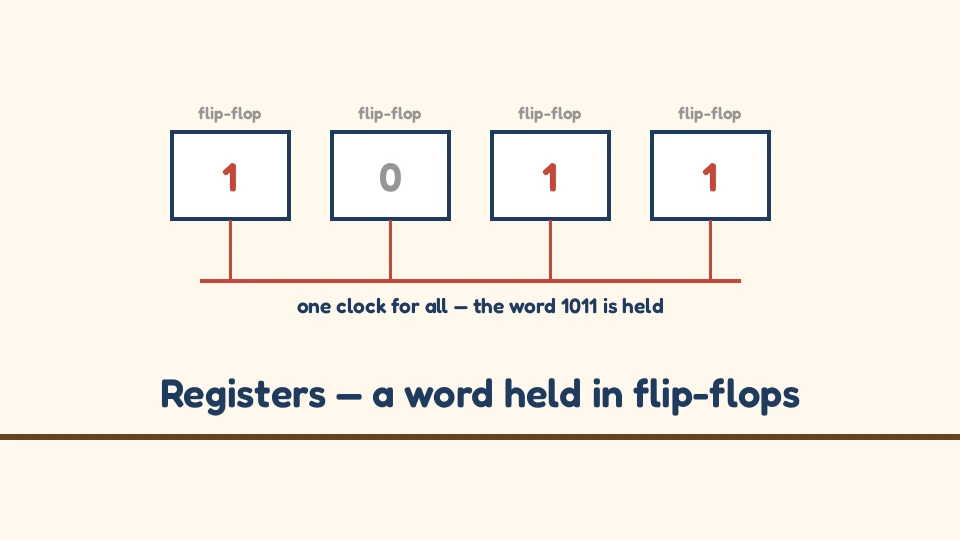 flip-flop flip-flop flip-flop flip-flop
1 0 1 1
one clock for all — the word 1011 is held
Registers — a word held in flip-flops